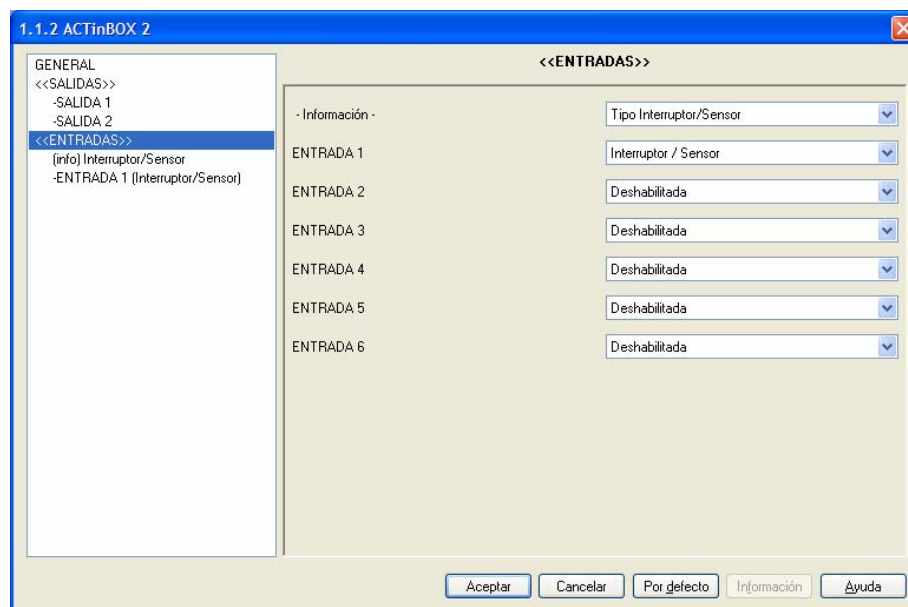 1.1.2 ACTinBOX 2
GENERAL
<<SALIDAS>>
-SALIDA 1
-SALIDA 2
<<ENTRADAS>>
(info) Interruptor/Sensor
-ENTRADA 1 (Interruptor/Sensor)
<<ENTRADAS>>
- Información - Tipo Interruptor/Sensor
ENTRADA 1 Interruptor / Sensor
ENTRADA 2 Deshabilitada
ENTRADA 3 Deshabilitada
ENTRADA 4 Deshabilitada
ENTRADA 5 Deshabilitada
ENTRADA 6 Deshabilitada
Aceptar Cancelar Por defecto Información Ayuda